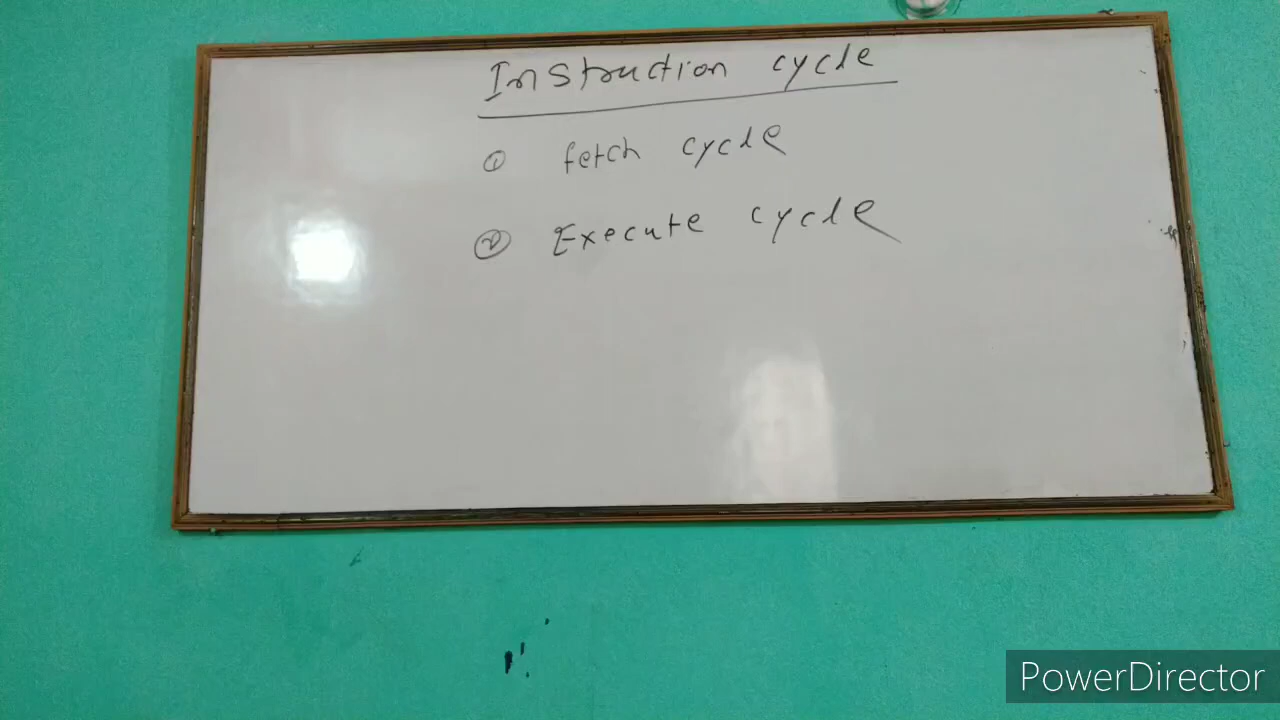 Instruction cycle
① fetch cycle
② Execute cycle
PowerDirector